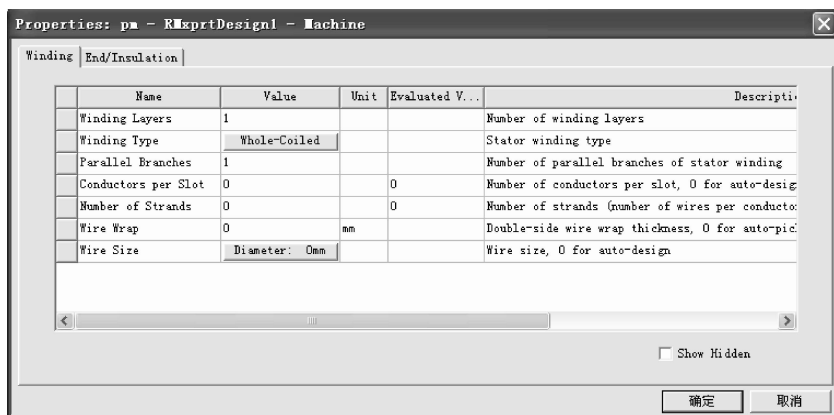 Properties: pm - RMxprtDesign1 - Machine
Winding End/Insulation
Name Value Unit Evaluated V... Descripti
Winding Layers 1 Number of winding layers
Winding Type Whole-Coiled Stator winding type
Parallel Branches 1 Number of parallel branches of stator winding
Conductors per Slot 0 0 Number of conductors per slot, 0 for auto-desig
Number of Strands 0 0 Number of strands (number of wires per conducto
Wire Wrap 0 mm Double-side wire wrap thickness, 0 for auto-pic
Wire Size Diameter: 0mm Wire size, 0 for auto-design
Show Hidden
确定 取消